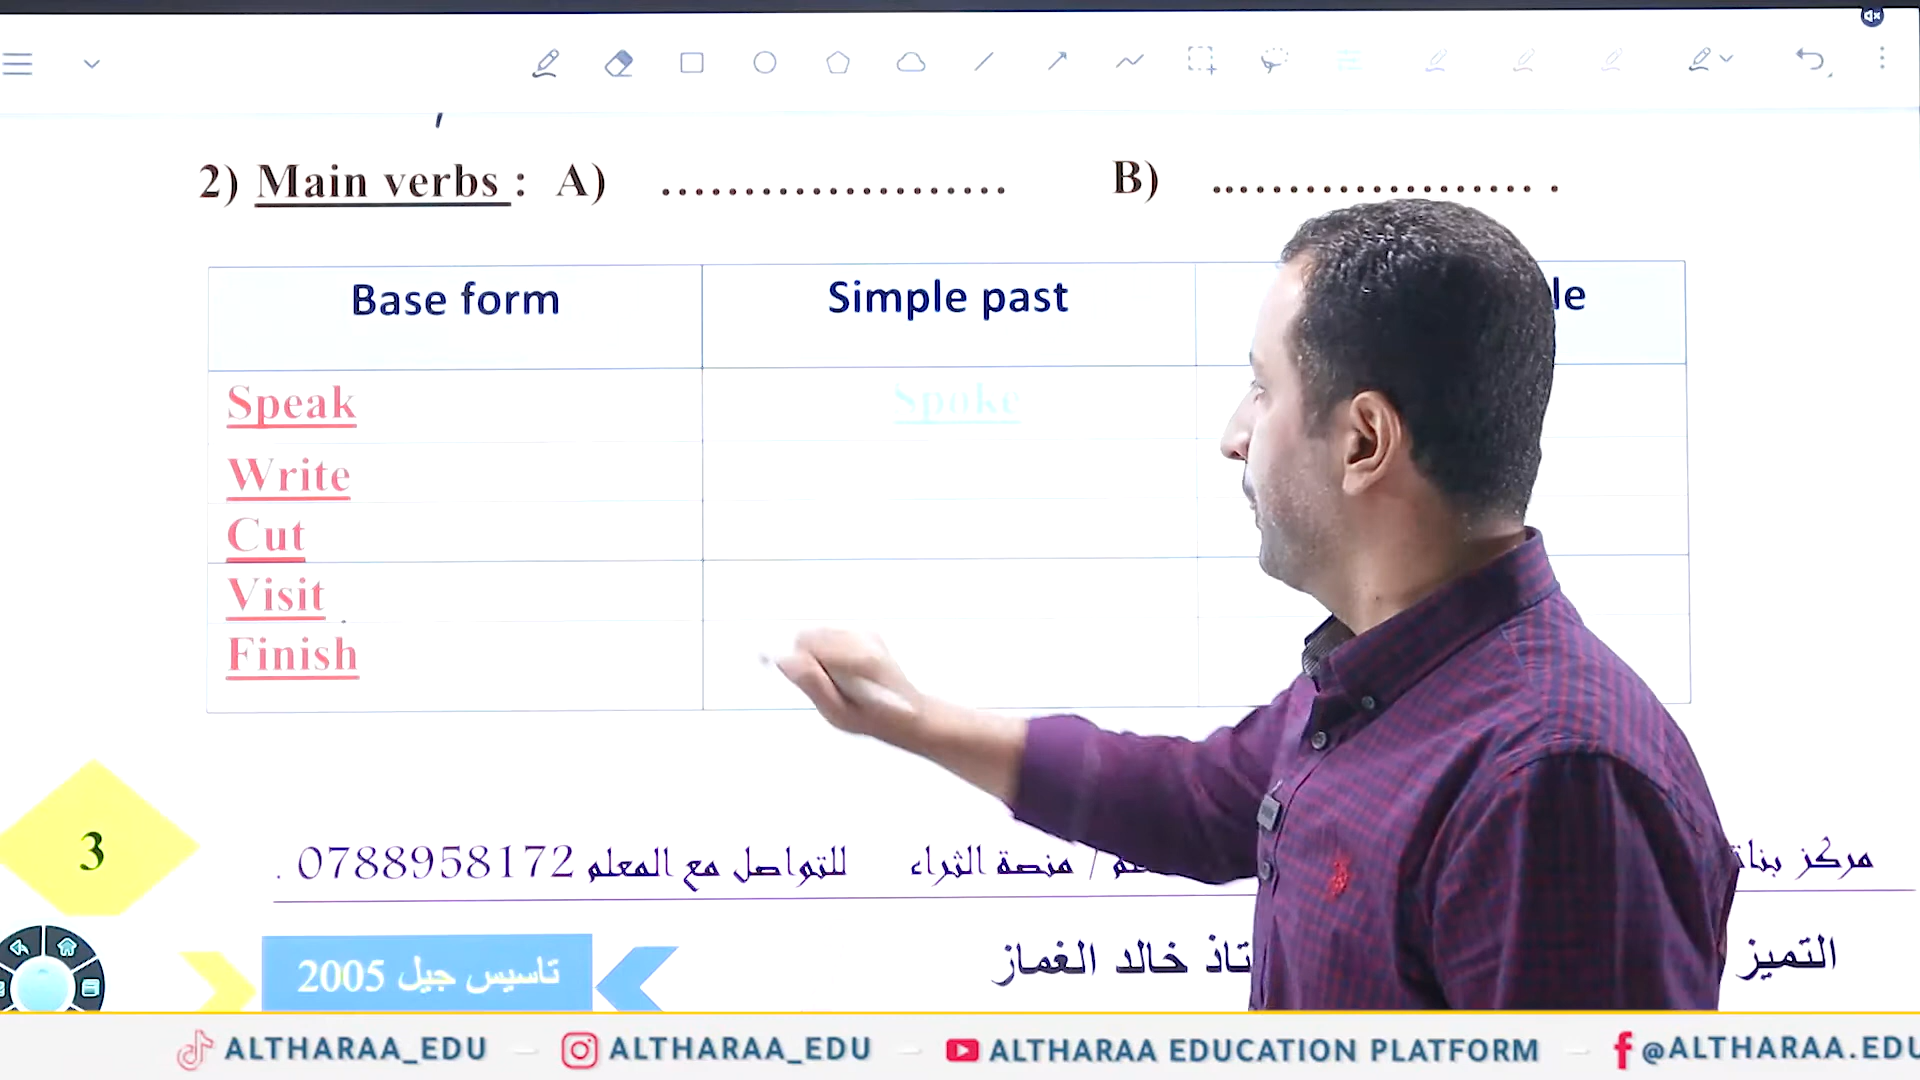 2) Main verbs : A) ..................... B) .....................
Base form Simple past le
Speak Spoke
Write
Cut
Visit
Finish
3
مركز بنا / منصة الثراء للتواصل مع المعلم 0788958172 .
التميز تاذ خالد الغماز
تاسيس جيل 2005
ALTHARAA_EDU — ALTHARAA_EDU — ALTHARAA EDUCATION PLATFORM — @ALTHARAA.EDU